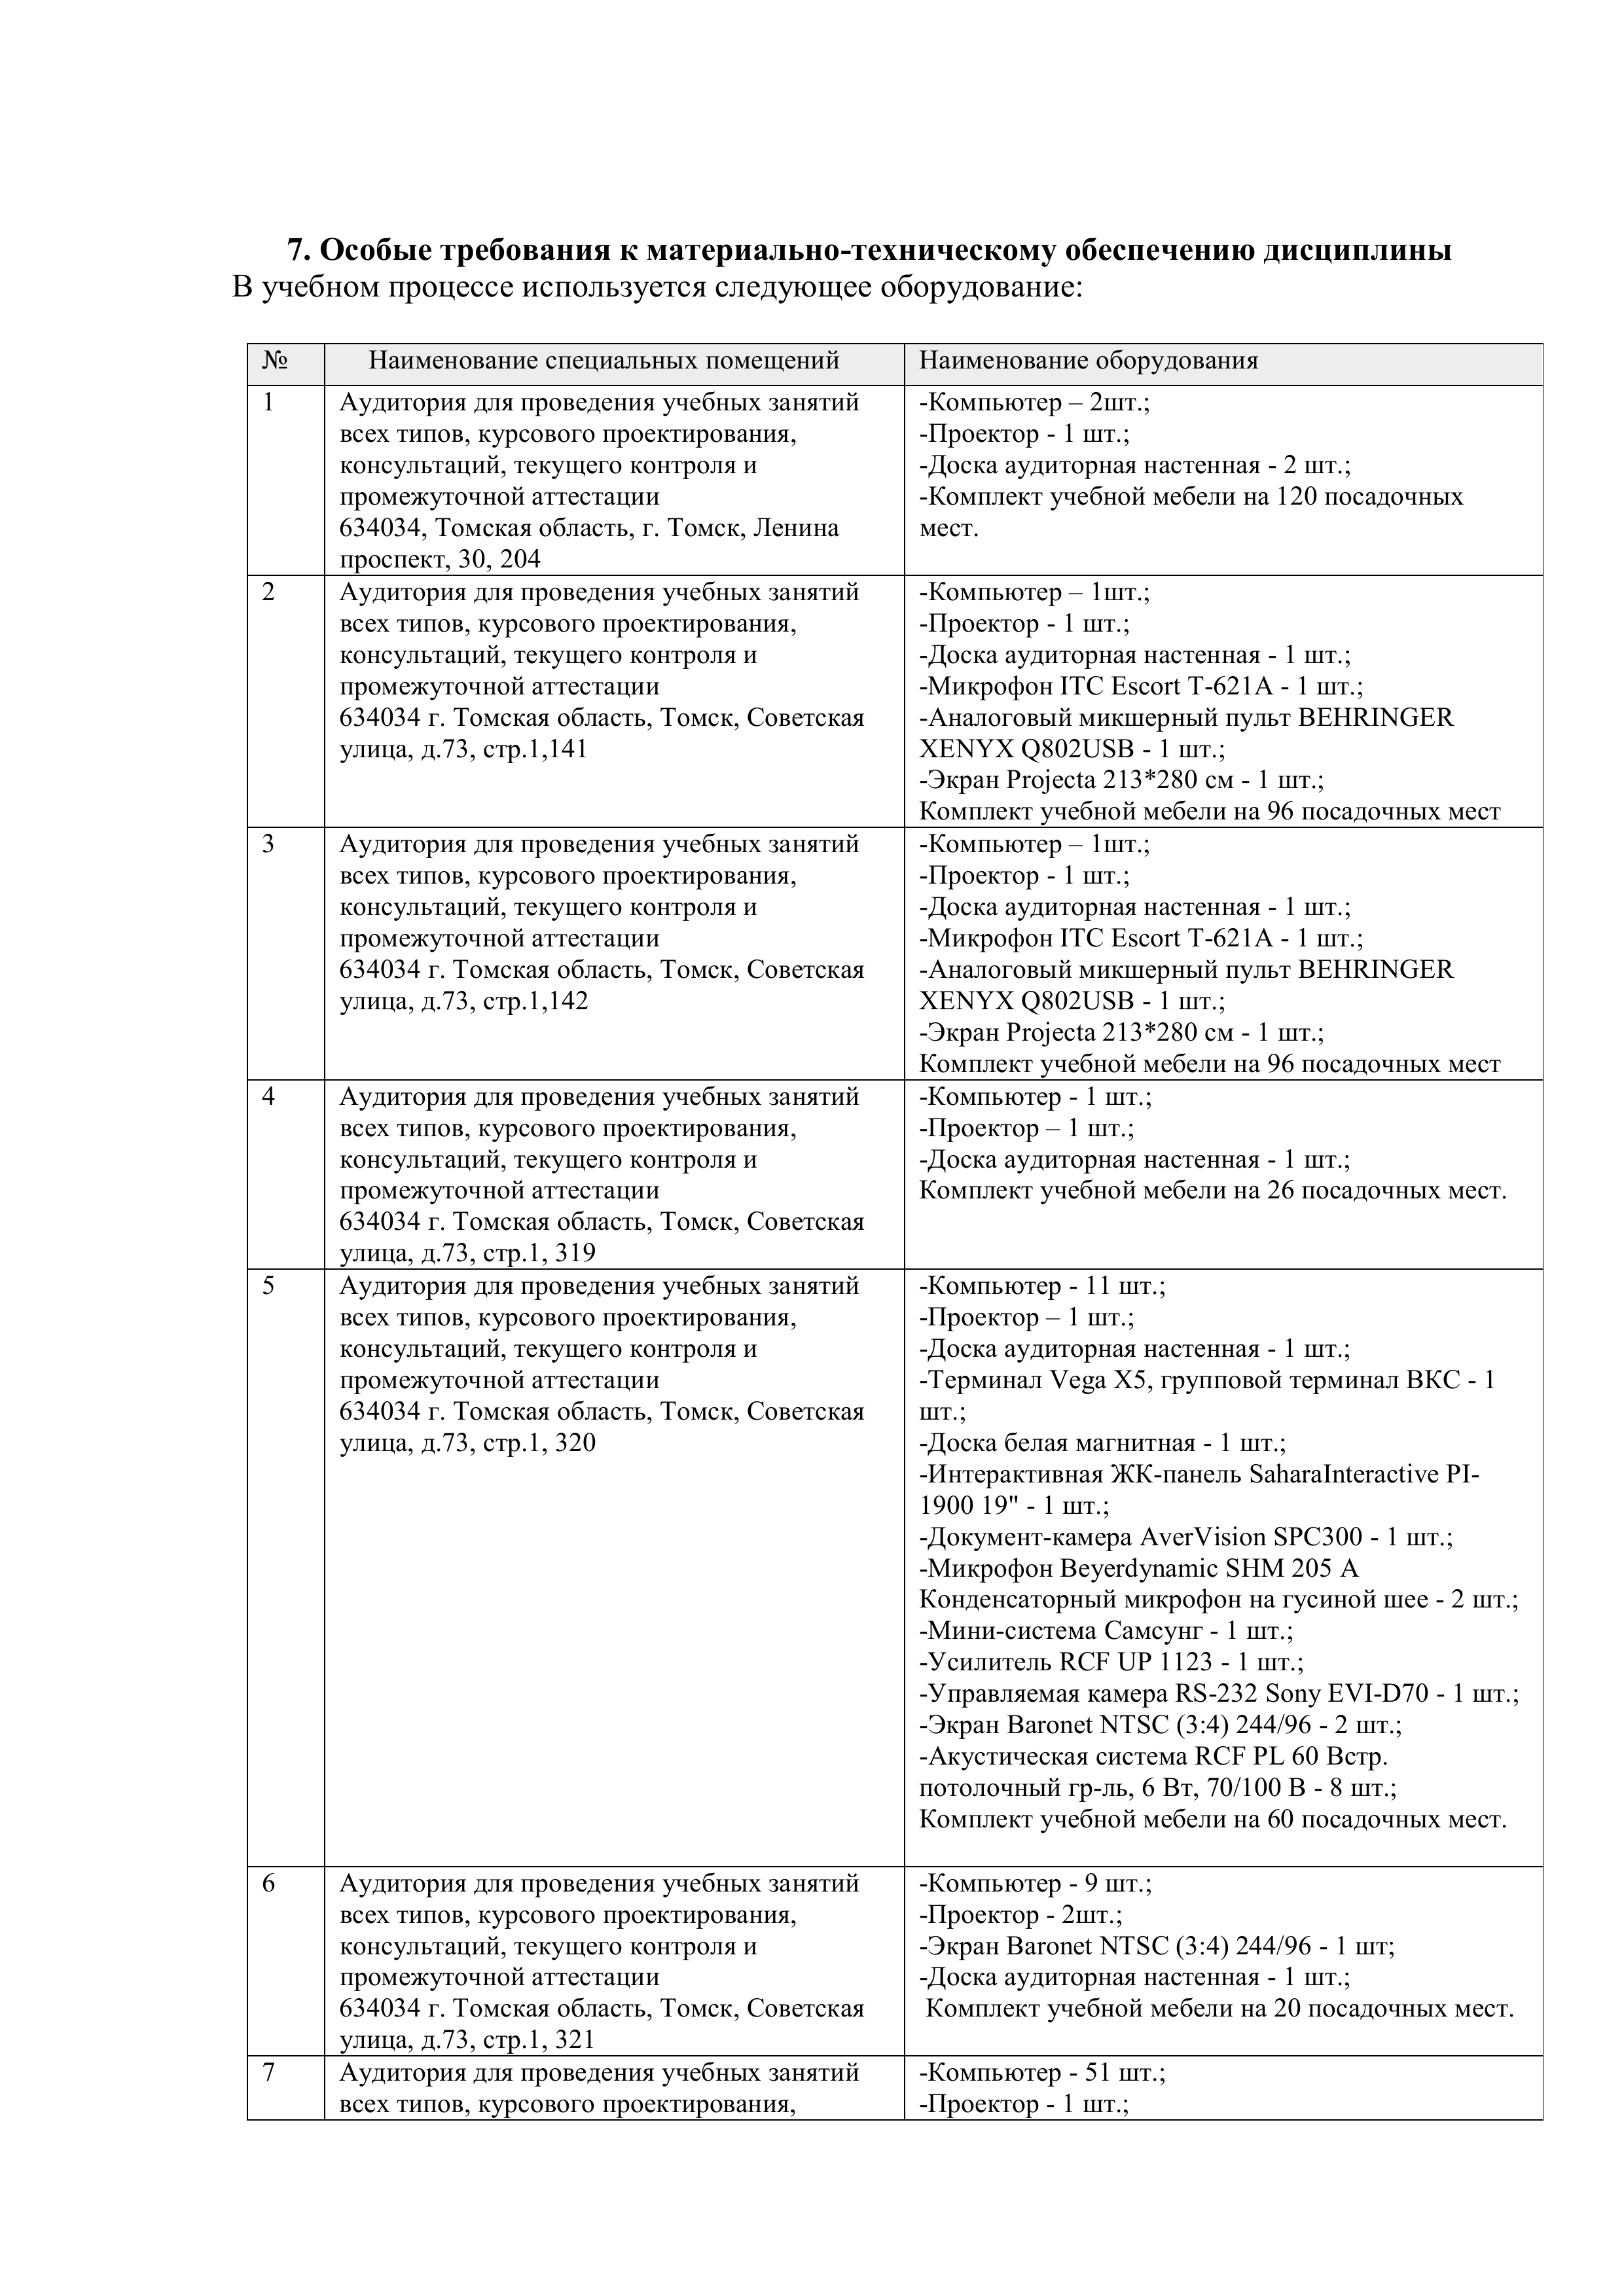 7. Особые требования к материально-техническому обеспечению дисциплины
В учебном процессе используется следующее оборудование:
№ Наименование специальных помещений Наименование оборудования
1
Аудитория для проведения учебных занятий
всех типов, курсового проектирования,
консультаций, текущего контроля и
промежуточной аттестации
634034, Томская область, г. Томск, Ленина
проспект, 30, 204
-Компьютер – 2шт.;
-Проектор - 1 шт.;
-Доска аудиторная настенная - 2 шт.;
-Комплект учебной мебели на 120 посадочных
мест.
2
Аудитория для проведения учебных занятий
всех типов, курсового проектирования,
консультаций, текущего контроля и
промежуточной аттестации
634034 г. Томская область, Томск, Советская
улица, д.73, стр.1,141
-Компьютер – 1шт.;
-Проектор - 1 шт.;
-Доска аудиторная настенная - 1 шт.;
-Микрофон ITC Escort T-621A - 1 шт.;
-Аналоговый микшерный пульт BEHRINGER
XENYX Q802USB - 1 шт.;
-Экран Projecta 213*280 см - 1 шт.;
Комплект учебной мебели на 96 посадочных мест
3
Аудитория для проведения учебных занятий
всех типов, курсового проектирования,
консультаций, текущего контроля и
промежуточной аттестации
634034 г. Томская область, Томск, Советская
улица, д.73, стр.1,142
-Компьютер – 1шт.;
-Проектор - 1 шт.;
-Доска аудиторная настенная - 1 шт.;
-Микрофон ITC Escort T-621A - 1 шт.;
-Аналоговый микшерный пульт BEHRINGER
XENYX Q802USB - 1 шт.;
-Экран Projecta 213*280 см - 1 шт.;
Комплект учебной мебели на 96 посадочных мест
4
Аудитория для проведения учебных занятий
всех типов, курсового проектирования,
консультаций, текущего контроля и
промежуточной аттестации
634034 г. Томская область, Томск, Советская
улица, д.73, стр.1, 319
-Компьютер - 1 шт.;
-Проектор – 1 шт.;
-Доска аудиторная настенная - 1 шт.;
Комплект учебной мебели на 26 посадочных мест.
5
Аудитория для проведения учебных занятий
всех типов, курсового проектирования,
консультаций, текущего контроля и
промежуточной аттестации
634034 г. Томская область, Томск, Советская
улица, д.73, стр.1, 320
-Компьютер - 11 шт.;
-Проектор – 1 шт.;
-Доска аудиторная настенная - 1 шт.;
-Терминал Vega X5, групповой терминал ВКС - 1
шт.;
-Доска белая магнитная - 1 шт.;
-Интерактивная ЖК-панель SaharaInteractive PI-
1900 19" - 1 шт.;
-Документ-камера AverVision SPC300 - 1 шт.;
-Микрофон Beyerdynamic SHM 205 A
Конденсаторный микрофон на гусиной шее - 2 шт.;
-Мини-система Самсунг - 1 шт.;
-Усилитель RCF UP 1123 - 1 шт.;
-Управляемая камера RS-232 Sony EVI-D70 - 1 шт.;
-Экран Baronet NTSC (3:4) 244/96 - 2 шт.;
-Акустическая система RCF PL 60 Встр.
потолочный гр-ль, 6 Вт, 70/100 В - 8 шт.;
Комплект учебной мебели на 60 посадочных мест.
6
Аудитория для проведения учебных занятий
всех типов, курсового проектирования,
консультаций, текущего контроля и
промежуточной аттестации
634034 г. Томская область, Томск, Советская
улица, д.73, стр.1, 321
-Компьютер - 9 шт.;
-Проектор - 2шт.;
-Экран Baronet NTSC (3:4) 244/96 - 1 шт;
-Доска аудиторная настенная - 1 шт.;
Комплект учебной мебели на 20 посадочных мест.
7
Аудитория для проведения учебных занятий
всех типов, курсового проектирования,
-Компьютер - 51 шт.;
-Проектор - 1 шт.;